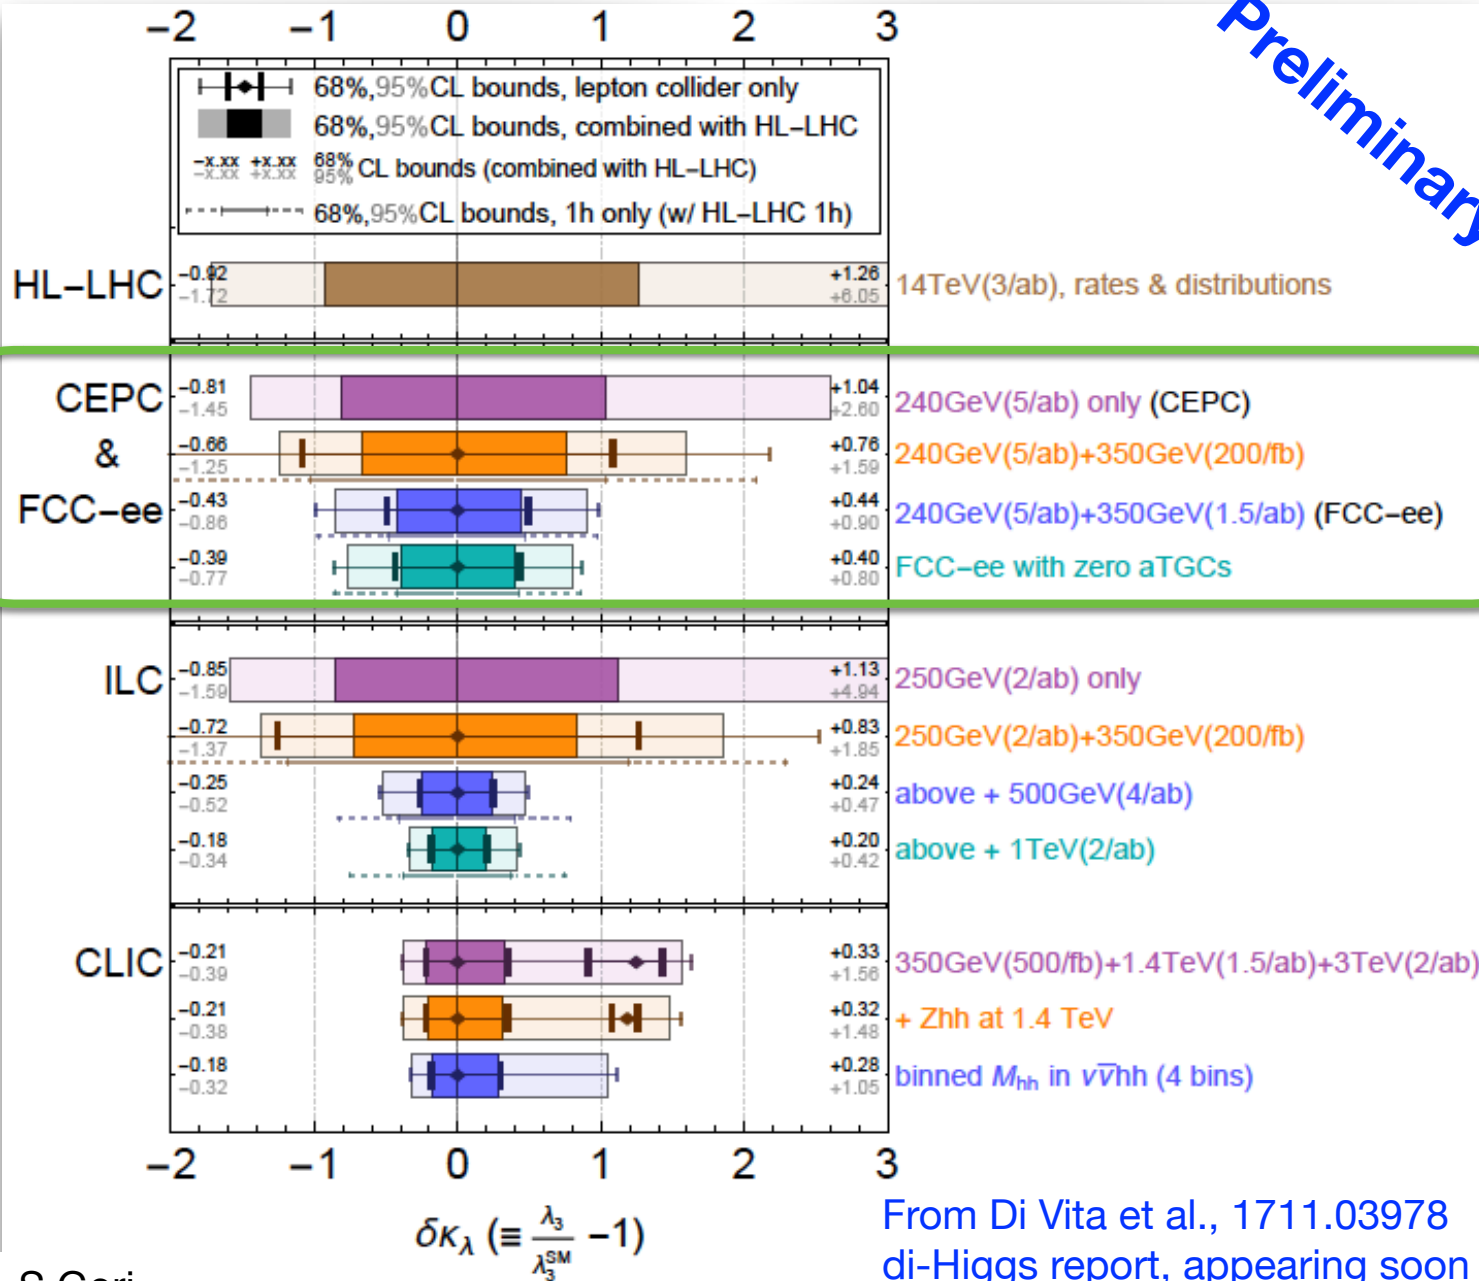 −2 −1 0 1 2 3
Preliminary
68%,95%CL bounds, lepton collider only
68%,95%CL bounds, combined with HL−LHC
−x.xx +x.xx 68% CL bounds (combined with HL−LHC)
−x.xx +x.xx 95%
68%,95%CL bounds, 1h only (w/ HL−LHC 1h)
HL−LHC −0.92 +1.26 14TeV(3/ab), rates & distributions
−1.72 +6.05
CEPC −0.81 +1.04 240GeV(5/ab) only (CEPC)
−1.45 +2.60
& −0.66 +0.76 240GeV(5/ab)+350GeV(200/fb)
−1.25 +1.59
FCC−ee −0.43 +0.44 240GeV(5/ab)+350GeV(1.5/ab) (FCC−ee)
−0.86 +0.90
−0.39 +0.40 FCC−ee with zero aTGCs
−0.77 +0.80
ILC −0.85 +1.13 250GeV(2/ab) only
−1.59 +4.94
−0.72 +0.83 250GeV(2/ab)+350GeV(200/fb)
−1.37 +1.85
−0.25 +0.24 above + 500GeV(4/ab)
−0.52 +0.47
−0.18 +0.20 above + 1TeV(2/ab)
−0.34 +0.42
CLIC −0.21 +0.33 350GeV(500/fb)+1.4TeV(1.5/ab)+3TeV(2/ab)
−0.39 +1.56
−0.21 +0.32 + Zhh at 1.4 TeV
−0.38 +1.48
−0.18 +0.28 binned M_hh in νν̅hh (4 bins)
−0.32 +1.05
−2 −1 0 1 2 3
δκ_λ (≡ λ₃/λ₃^SM −1)
From Di Vita et al., 1711.03978
di-Higgs report, appearing soon